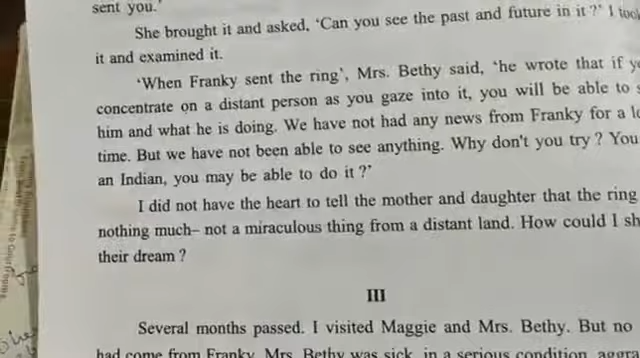 sent you.'
She brought it and asked, 'Can you see the past and future in it ?' I took
it and examined it.
'When Franky sent the ring', Mrs. Bethy said, 'he wrote that if
concentrate on a distant person as you gaze into it, you will be able to
him and what he is doing. We have not had any news from Franky for a
time. But we have not been able to see anything. Why don't you try ? You
an Indian, you may be able to do it ?'
I did not have the heart to tell the mother and daughter that the ring
nothing much– not a miraculous thing from a distant land. How could I
their dream ?
III
Several months passed. I visited Maggie and Mrs. Bethy. But no
had come from Franky. Mrs. Bethy was sick, in a serious condition,